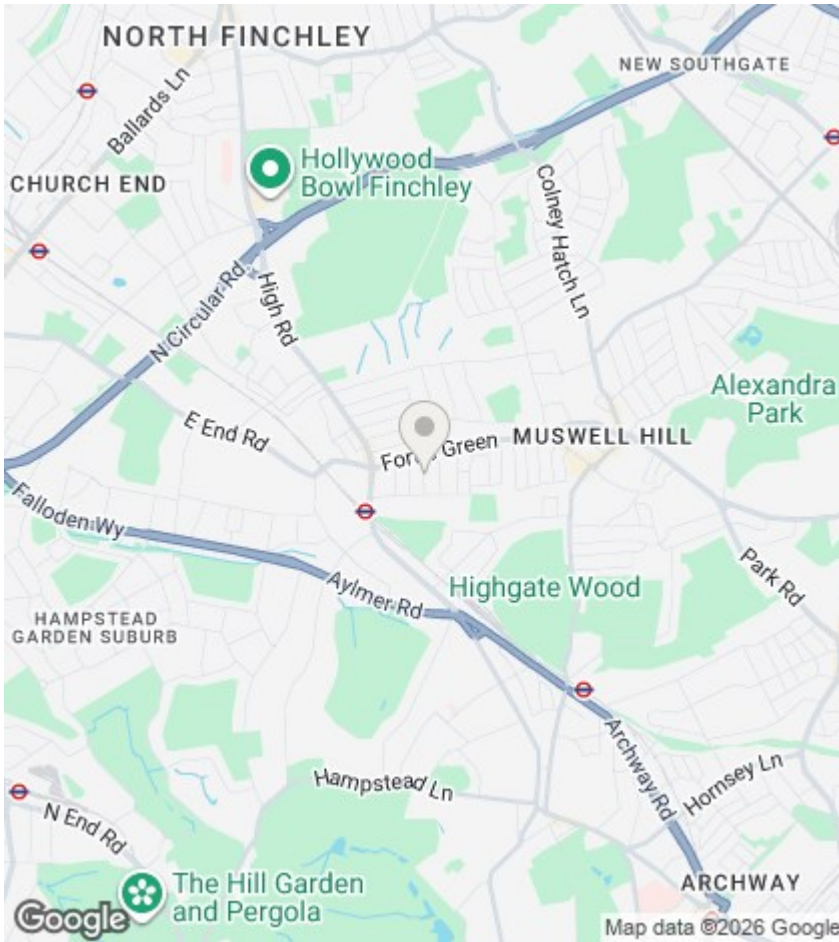 NORTH FINCHLEY
NEW SOUTHGATE
Ballards Ln
Hollywood
Bowl Finchley
CHURCH END
Colney Hatch Ln
N Circular Rd
High Rd
Alexandra
Park
E End Rd
Green
MUSWELL HILL
Falloden Wy
Aylmer Rd
Highgate Wood
Park Rd
HAMPSTEAD
GARDEN SUBURB
Archway Rd
Hampstead Ln
Hornsey Ln
N End Rd
The Hill Garden
and Pergola
ARCHWAY
Google
Map data ©2026 Google